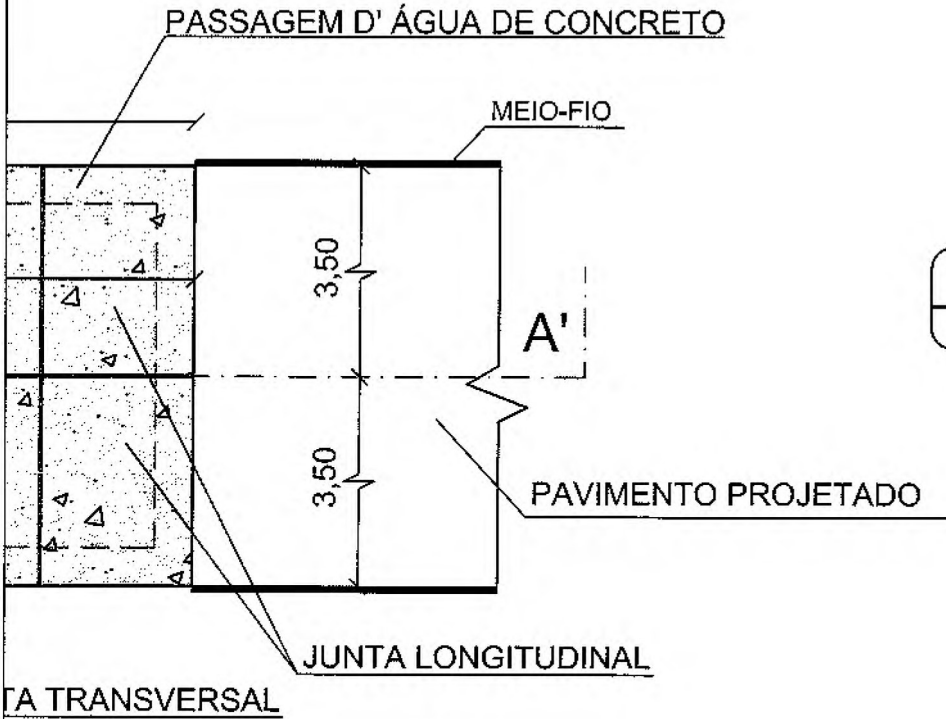 PASSAGEM D' ÁGUA DE CONCRETO
MEIO-FIO
3,50
A'
3,50
PAVIMENTO PROJETADO
JUNTA LONGITUDINAL
TA TRANSVERSAL